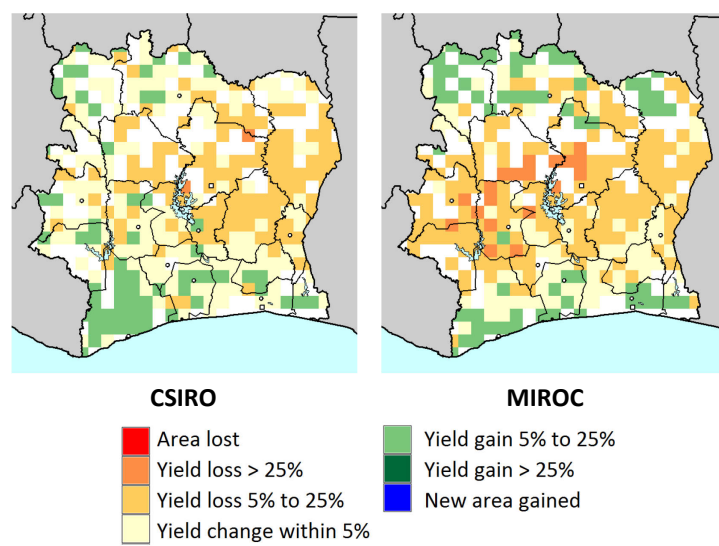 CSIRO
MIROC
Area lost
Yield loss > 25%
Yield loss 5% to 25%
Yield change within 5%
Yield gain 5% to 25%
Yield gain > 25%
New area gained